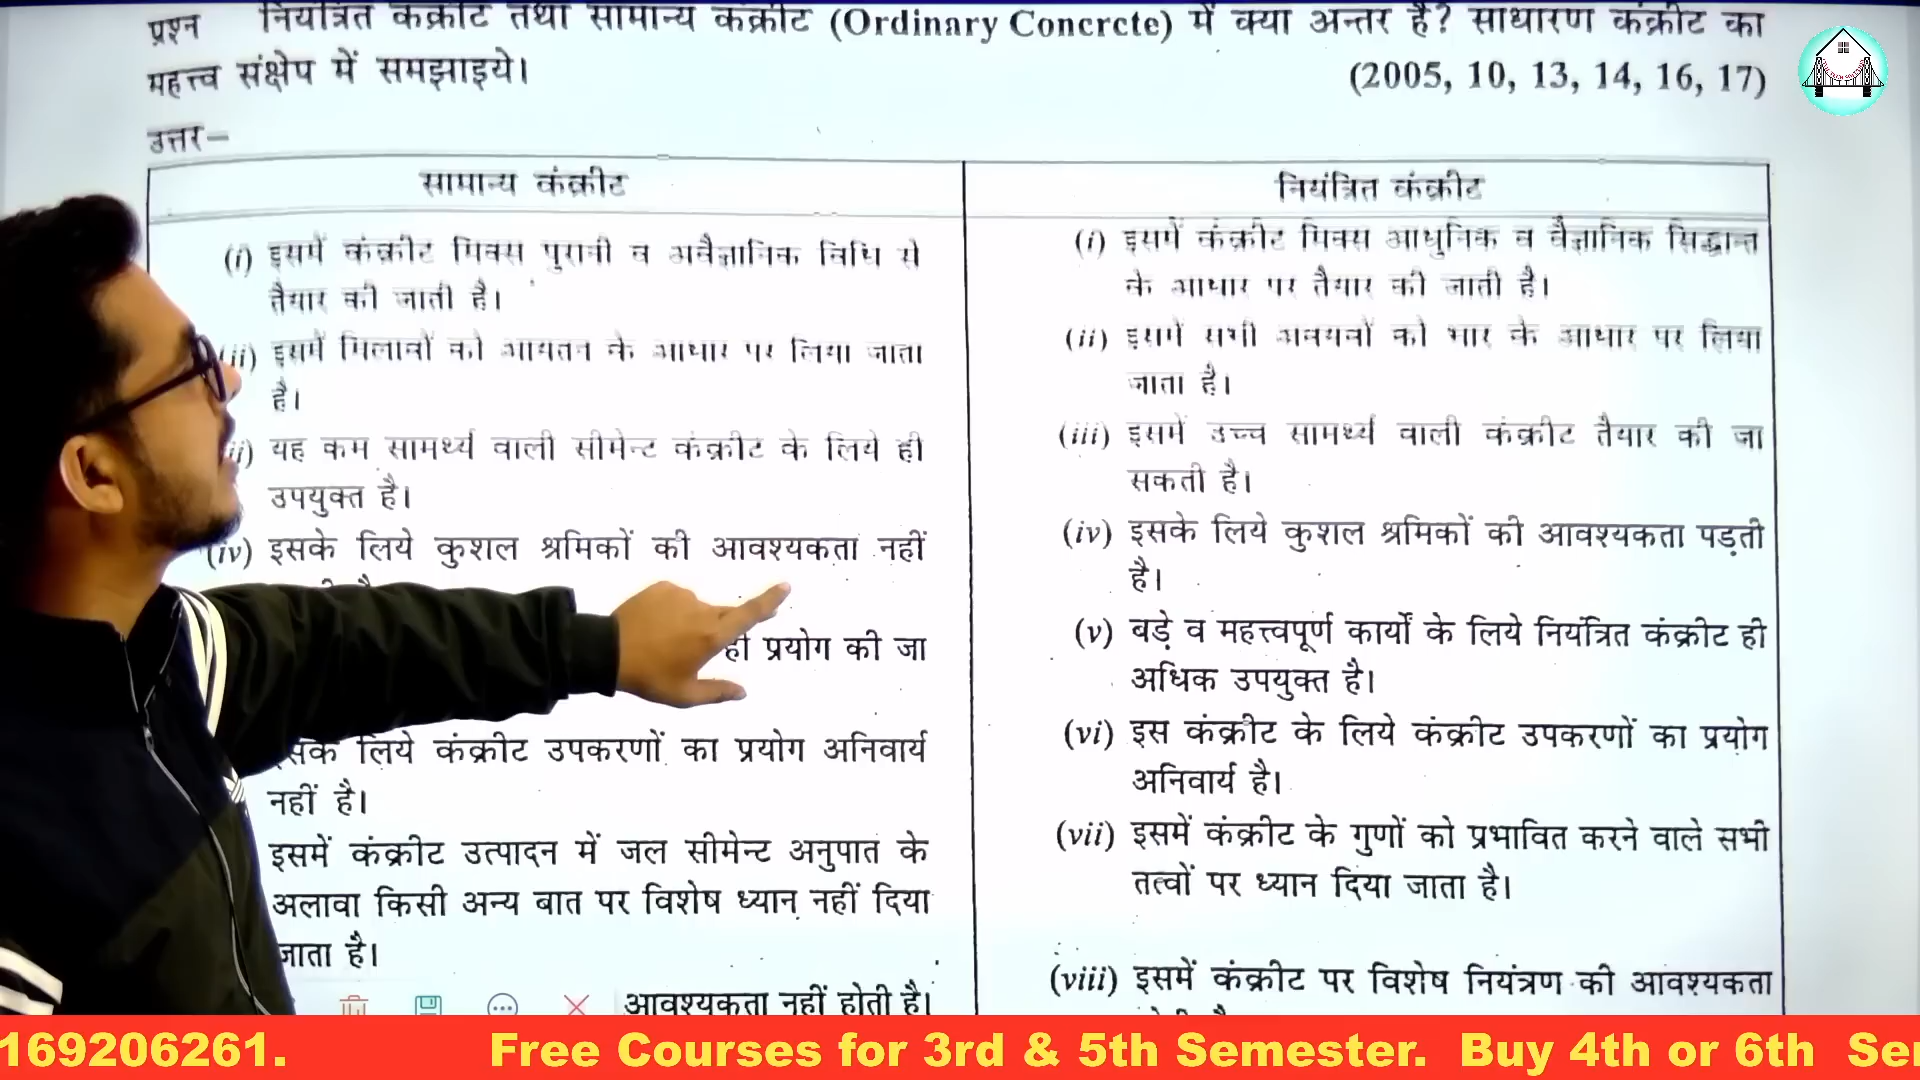 प्रश्न नियंत्रित कंक्रीट तथा सामान्य कंक्रीट (Ordinary Concrete) में क्या अन्तर है? साधारण कंक्रीट का
महत्त्व संक्षेप में समझाइये। (2005, 10, 13, 14, 16, 17)
उत्तर–
सामान्य कंक्रीट
(i) इसमें कंक्रीट मिक्स पुरानी व अवैज्ञानिक विधि से
तैयार की जाती है।
ii) इसमें मिलावों को आयतन के आधार पर लिया जाता
है।
ii) यह कम सामर्थ्य वाली सीमेन्ट कंक्रीट के लिये ही
उपयुक्त है।
(iv) इसके लिये कुशल श्रमिकों की आवश्यकता नहीं
ही प्रयोग की जा
इसके लिये कंक्रीट उपकरणों का प्रयोग अनिवार्य
नहीं है।
इसमें कंक्रीट उत्पादन में जल सीमेन्ट अनुपात के
अलावा किसी अन्य बात पर विशेष ध्यान नहीं दिया
जाता है।
आवश्यकता नहीं होती है।
नियंत्रित कंक्रीट
(i) इसमें कंक्रीट मिक्स आधुनिक व वैज्ञानिक सिद्धान्त
के आधार पर तैयार की जाती है।
(ii) इसमें सभी अवयवों को भार के आधार पर लिया
जाता है।
(iii) इसमें उच्च सामर्थ्य वाली कंक्रीट तैयार की जा
सकती है।
(iv) इसके लिये कुशल श्रमिकों की आवश्यकता पड़ती
है।
(v) बड़े व महत्त्वपूर्ण कार्यों के लिये नियंत्रित कंक्रीट ही
अधिक उपयुक्त है।
(vi) इस कंक्रीट के लिये कंक्रीट उपकरणों का प्रयोग
अनिवार्य है।
(vii) इसमें कंक्रीट के गुणों को प्रभावित करने वाले सभी
तत्वों पर ध्यान दिया जाता है।
(viii) इसमें कंक्रीट पर विशेष नियंत्रण की आवश्यकता
169206261. Free Courses for 3rd & 5th Semester. Buy 4th or 6th Se